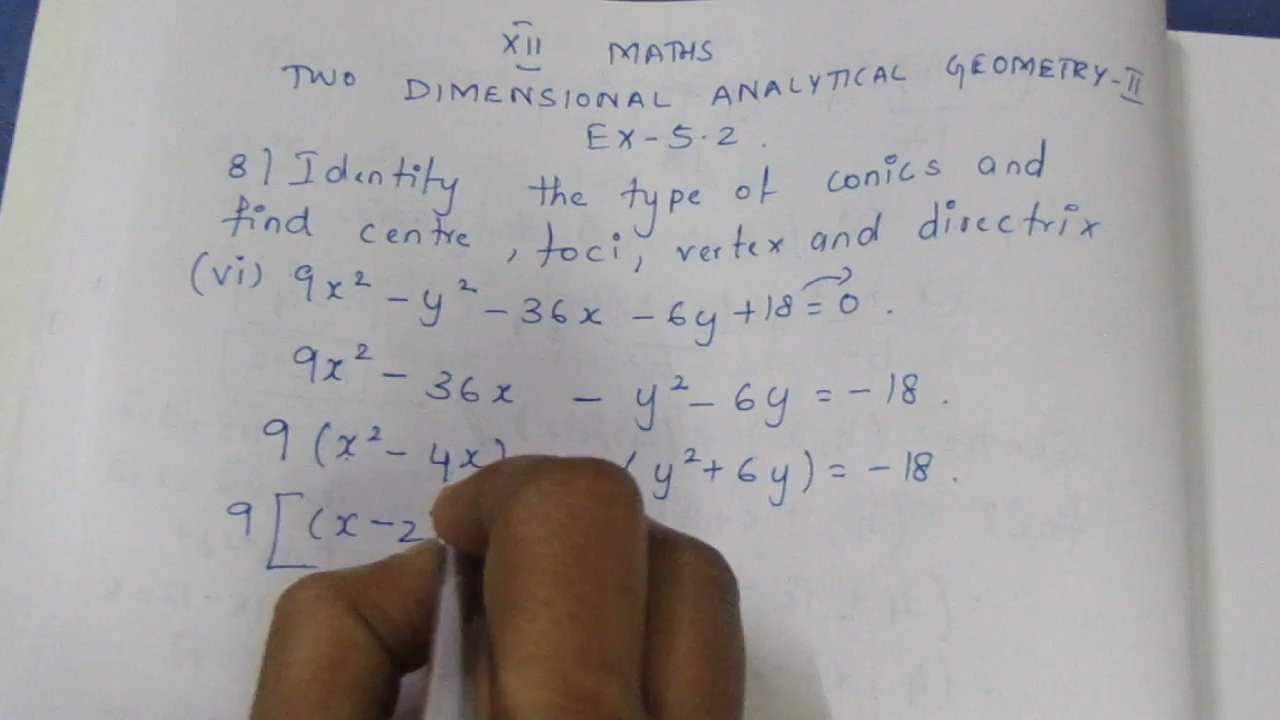 XII MATHS
TWO DIMENSIONAL ANALYTICAL GEOMETRY-II
EX-5.2.
8) Identify the type of conics and
find centre, foci, vertex and directrix
(vi) 9x² - y² - 36x - 6y + 18 = 0.
9x² - 36x - y² - 6y = -18.
9(x² - 4x) (y² + 6y) = -18.
9[(x-2